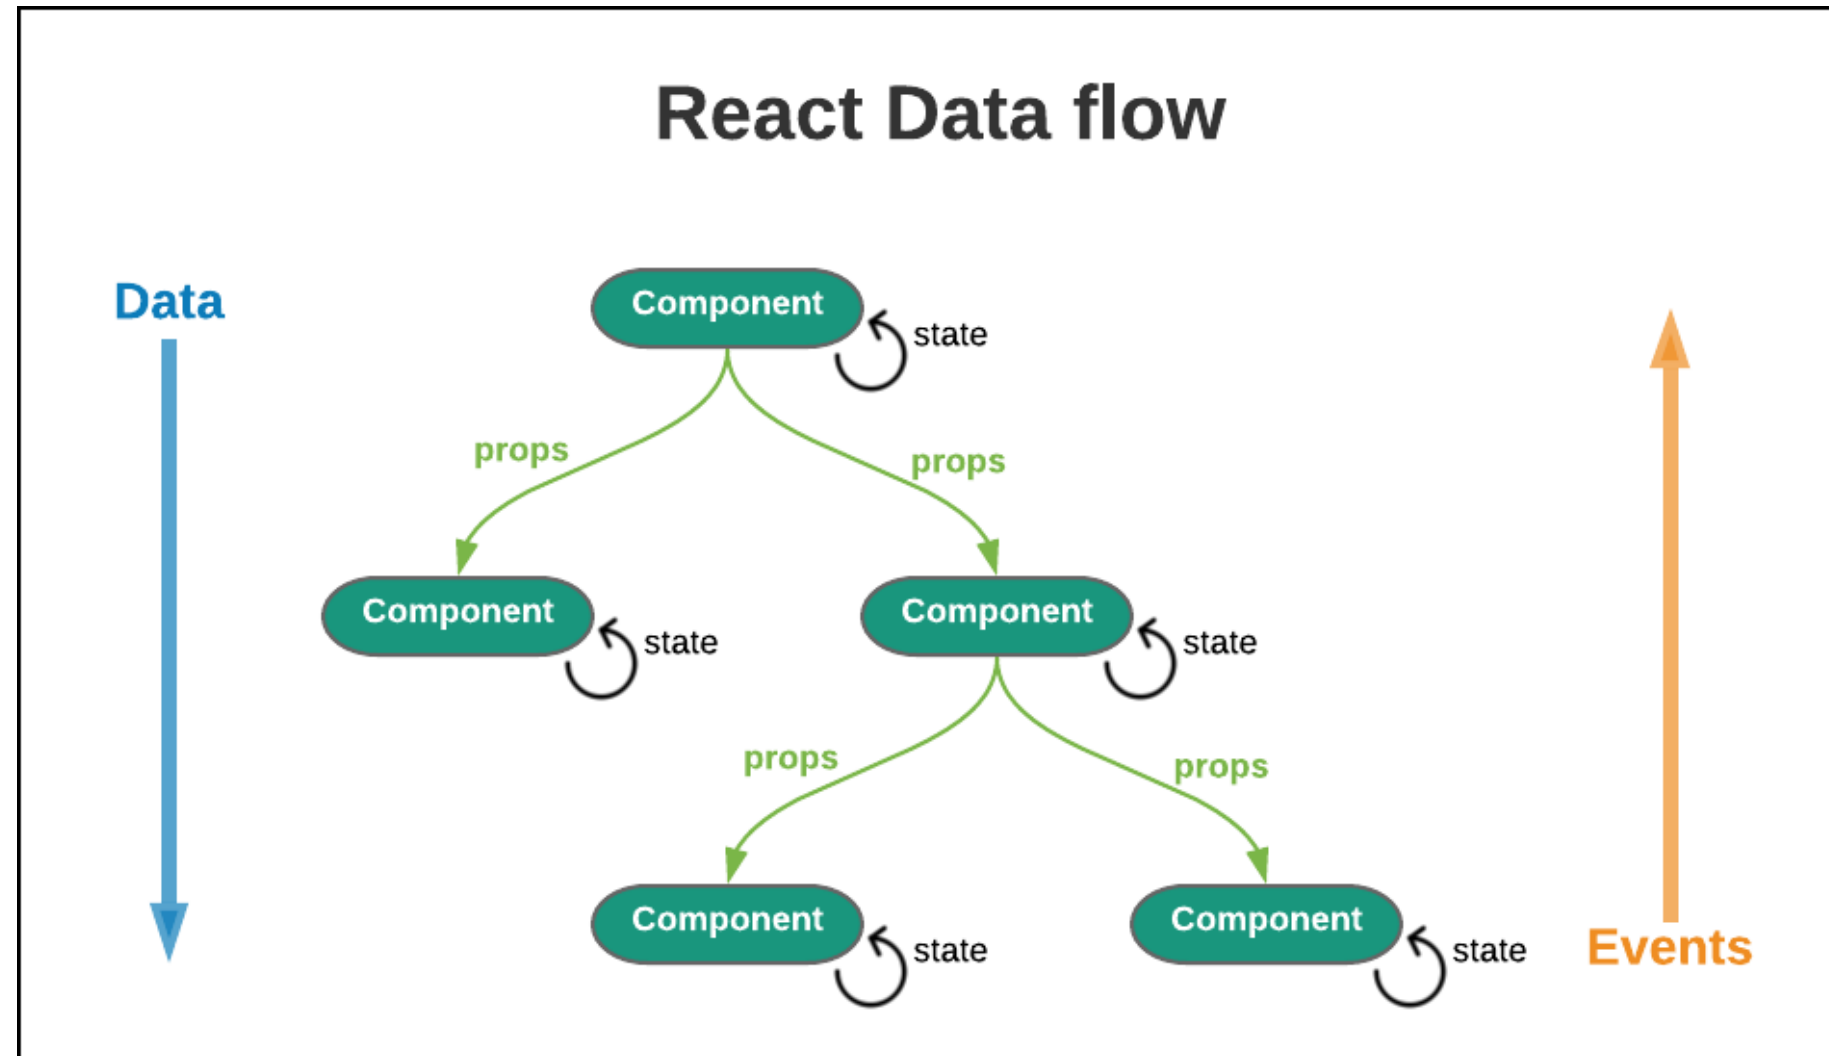 React Data flow
Data
Component
state
props
props
Component
state
Component
state
props
props
Component
state
Component
state
Events